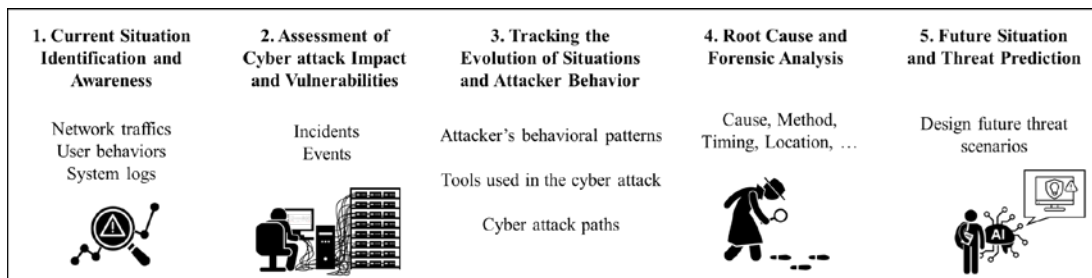 1. Current Situation
Identification and
Awareness
Network traffics
User behaviors
System logs
2. Assessment of
Cyber attack Impact
and Vulnerabilities
Incidents
Events
3. Tracking the
Evolution of Situations
and Attacker Behavior
Attacker's behavioral patterns
Tools used in the cyber attack
Cyber attack paths
4. Root Cause and
Forensic Analysis
Cause, Method,
Timing, Location, …
5. Future Situation
and Threat Prediction
Design future threat
scenarios
AI